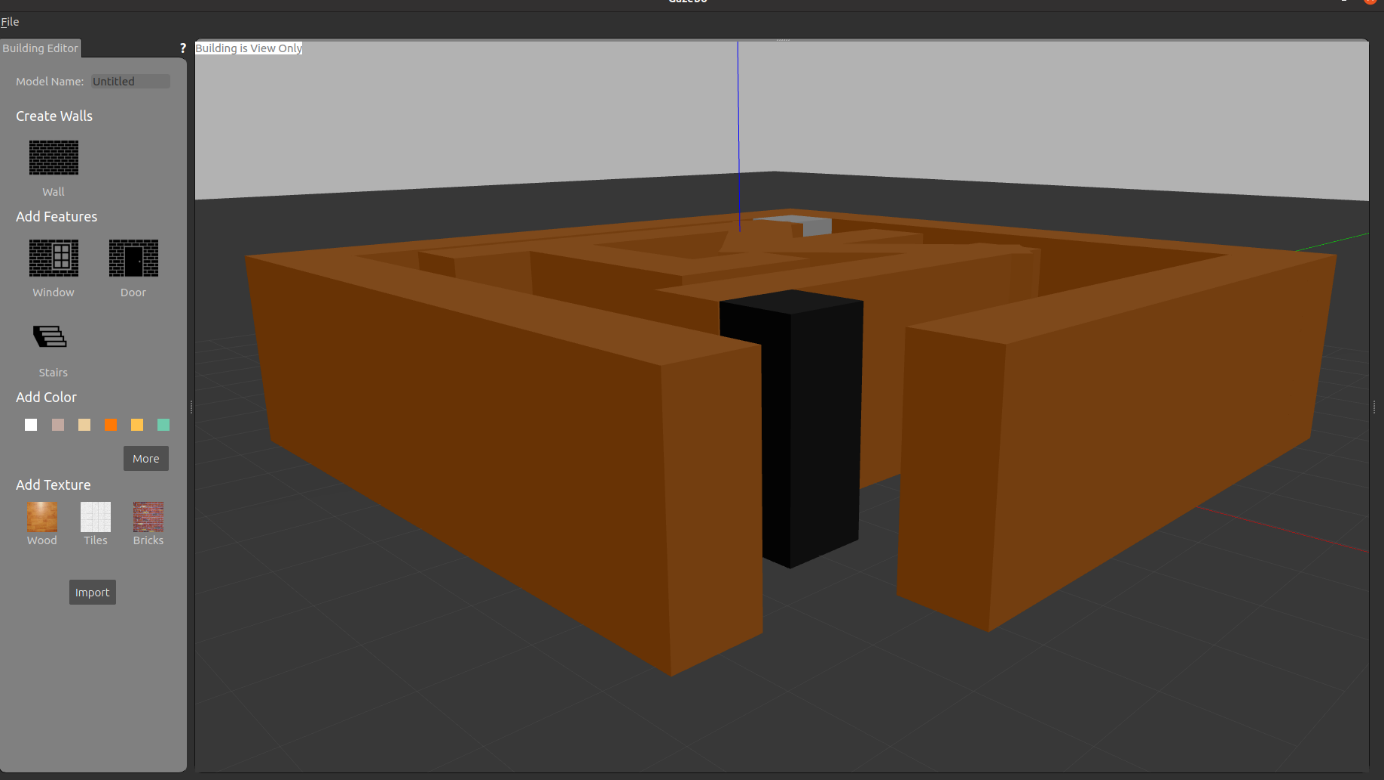 File
Building Editor
?
Building is View Only
Model Name: Untitled
Create Walls
Wall
Add Features
Window Door
Stairs
Add Color
More
Add Texture
Wood Tiles Bricks
Import